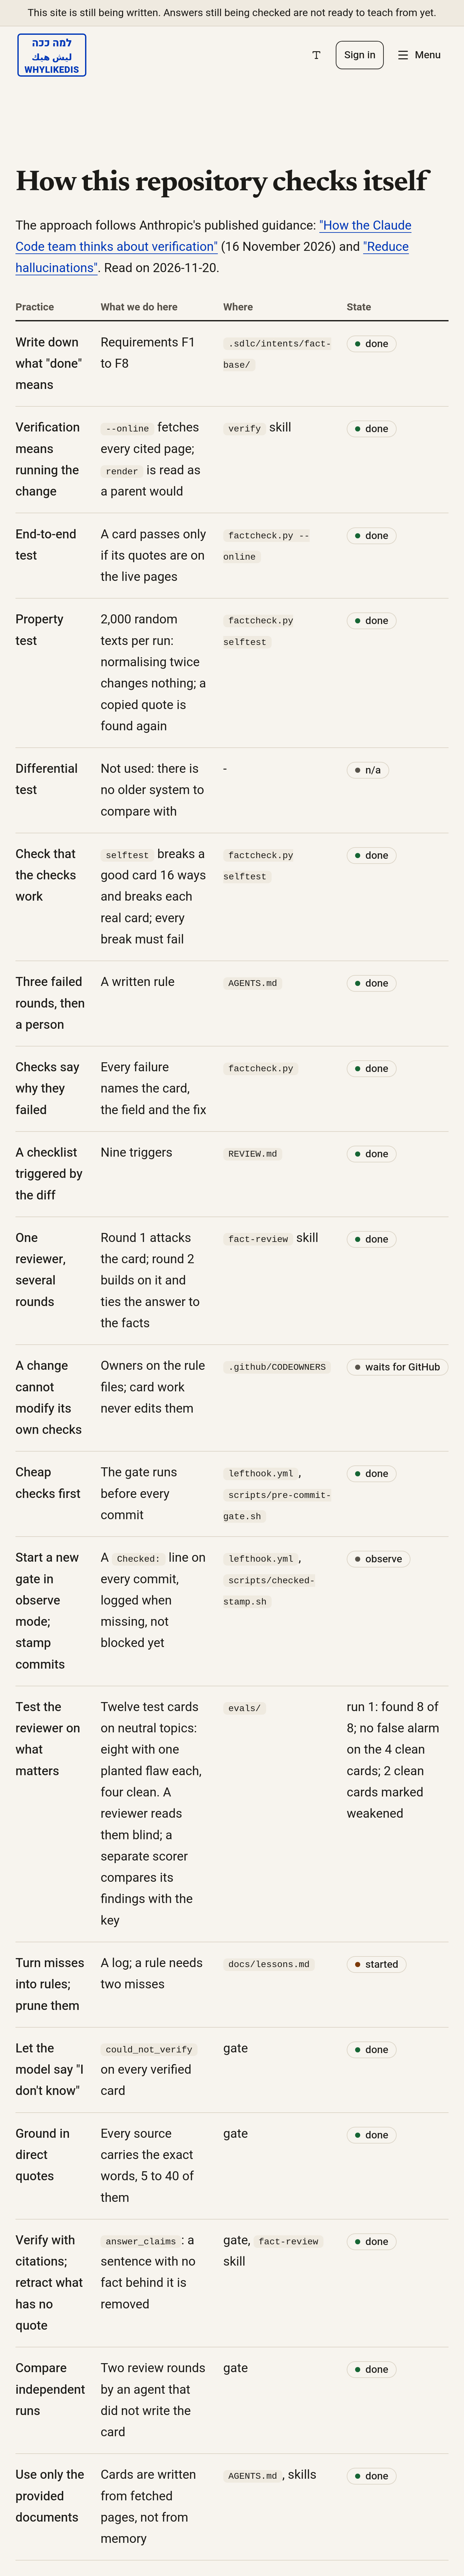 This site is still being written. Answers still being checked are not ready to teach from yet.
למה ככה
ليش هيك
WHYLIKEDIS
T
Sign in
Menu
How this repository checks itself
The approach follows Anthropic's published guidance: "How the Claude
Code team thinks about verification" (16 November 2026) and "Reduce
hallucinations". Read on 2026-11-20.
Practice What we do here Where State
Write down
what "done"
means
Requirements F1
to F8
.sdlc/intents/fact-
base/
done
Verification
means
running the
change
--online fetches
every cited page;
render is read as
a parent would
verify skill
done
End-to-end
test
A card passes only
if its quotes are on
the live pages
factcheck.py --
online
done
Property
test
2,000 random
texts per run:
normalising twice
changes nothing; a
copied quote is
found again
factcheck.py
selftest
done
Differential
test
Not used: there is
no older system to
compare with
-
n/a
Check that
the checks
work
selftest breaks a
good card 16 ways
and breaks each
real card; every
break must fail
factcheck.py
selftest
done
Three failed
rounds, then
a person
A written rule
AGENTS.md
done
Checks say
why they
failed
Every failure
names the card,
the field and the fix
factcheck.py
done
A checklist
triggered by
the diff
Nine triggers
REVIEW.md
done
One
reviewer,
several
rounds
Round 1 attacks
the card; round 2
builds on it and
ties the answer to
the facts
fact-review skill
done
A change
cannot
modify its
own checks
Owners on the rule
files; card work
never edits them
.github/CODEOWNERS
waits for GitHub
Cheap
checks first
The gate runs
before every
commit
lefthook.yml ,
scripts/pre-commit-
gate.sh
done
Start a new
gate in
observe
mode;
stamp
commits
A Checked: line on
every commit,
logged when
missing, not
blocked yet
lefthook.yml ,
scripts/checked-
stamp.sh
observe
Test the
reviewer on
what
matters
Twelve test cards
on neutral topics:
eight with one
planted flaw each,
four clean. A
reviewer reads
them blind; a
separate scorer
compares its
findings with the
key
evals/
run 1: found 8 of
8; no false alarm
on the 4 clean
cards; 2 clean
cards marked
weakened
Turn misses
into rules;
prune them
A log; a rule needs
two misses
docs/lessons.md
started
Let the
model say "I
don't know"
could_not_verify
on every verified
card
gate
done
Ground in
direct
quotes
Every source
carries the exact
words, 5 to 40 of
them
gate
done
Verify with
citations;
retract what
has no
quote
answer_claims : a
sentence with no
fact behind it is
removed
gate, fact-review
skill
done
Compare
independent
runs
Two review rounds
by an agent that
did not write the
card
gate
done
Use only the
provided
documents
Cards are written
from fetched
pages, not from
memory
AGENTS.md , skills
done